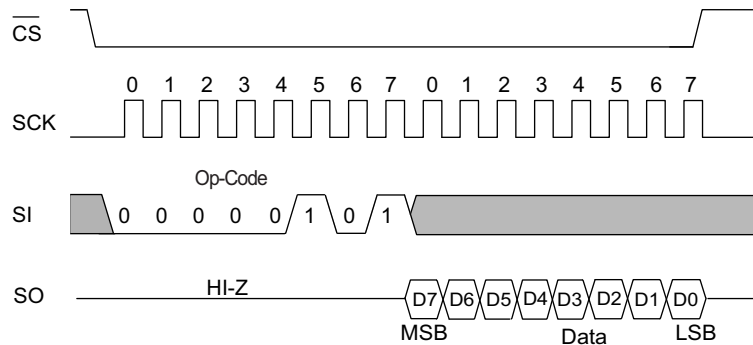 CS
0 1 2 3 4 5 6 7 0 1 2 3 4 5 6 7
SCK
Op-Code
SI 0 0 0 0 0 1 0 1
HI-Z
SO D7 D6 D5 D4 D3 D2 D1 D0
MSB Data LSB